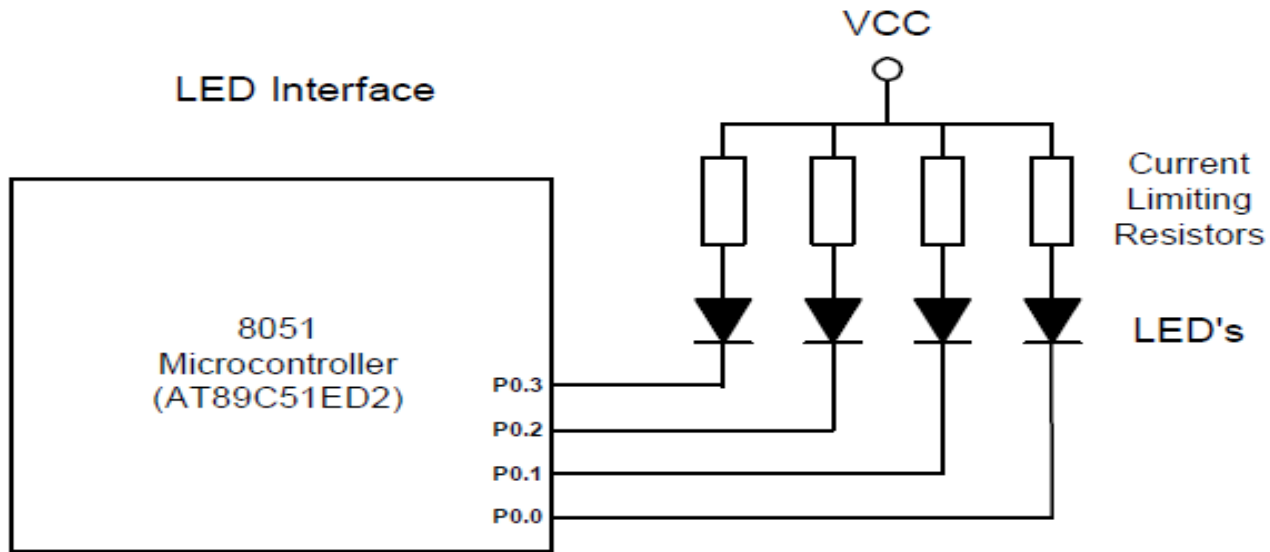 VCC
LED Interface
Current
Limiting
Resistors
8051
Microcontroller
(AT89C51ED2)
LED's
P0.3
P0.2
P0.1
P0.0